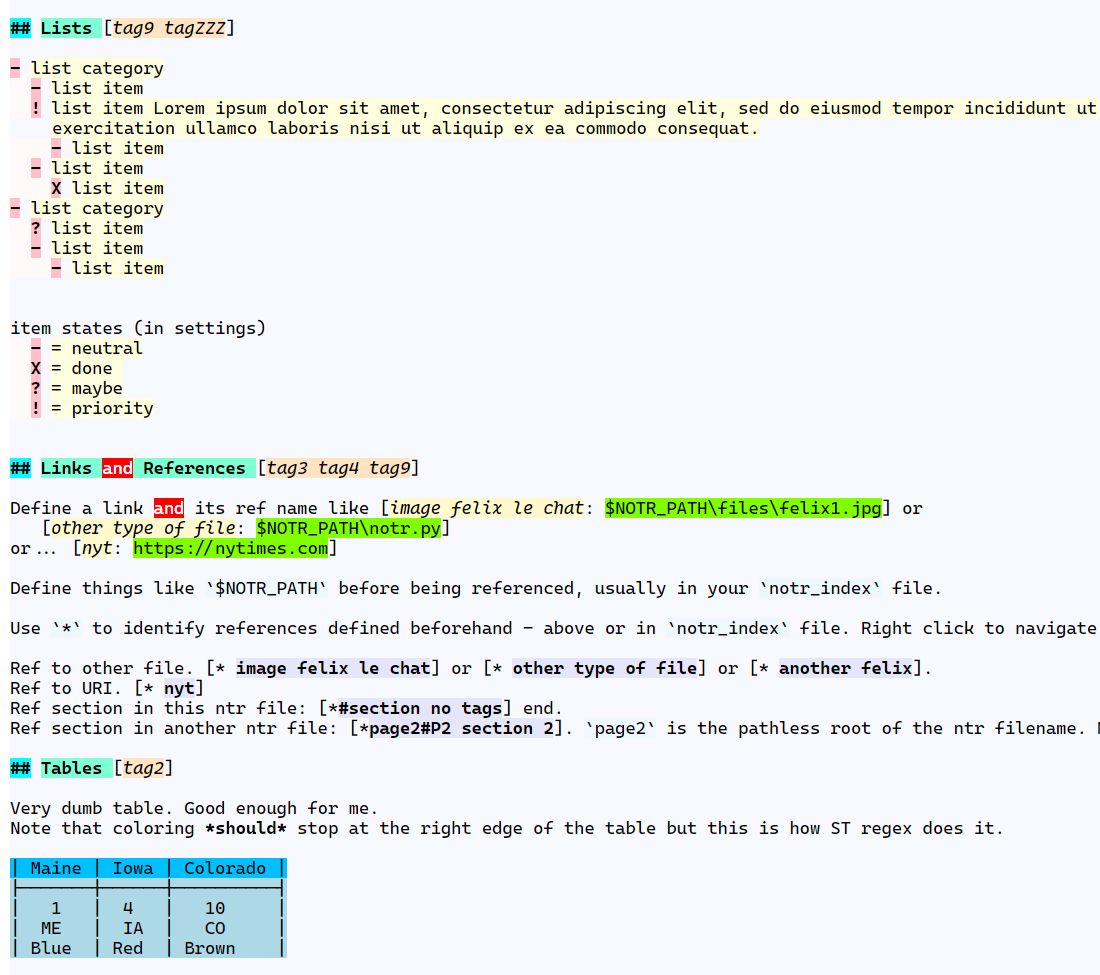 ## Lists [tag9 tagZZZ]
- list category
  - list item
  ! list item Lorem ipsum dolor sit amet, consectetur adipiscing elit, sed do eiusmod tempor incididunt ut
    exercitation ullamco laboris nisi ut aliquip ex ea commodo consequat.
    - list item
  - list item
    X list item
- list category
  ? list item
  - list item
    - list item
item states (in settings)
  - = neutral
  X = done
  ? = maybe
  ! = priority
## Links and References [tag3 tag4 tag9]
Define a link and its ref name like [image felix le chat: $NOTR_PATH\files\felix1.jpg] or
   [other type of file: $NOTR_PATH\notr.py]
or... [nyt: https://nytimes.com]
Define things like `$NOTR_PATH` before being referenced, usually in your `notr_index` file.
Use `*` to identify references defined beforehand - above or in `notr_index` file. Right click to navigate
Ref to other file. [* image felix le chat] or [* other type of file] or [* another felix].
Ref to URI. [* nyt]
Ref section in this ntr file: [*#section no tags] end.
Ref section in another ntr file: [*page2#P2 section 2]. `page2` is the pathless root of the ntr filename.
## Tables [tag2]
Very dumb table. Good enough for me.
Note that coloring *should* stop at the right edge of the table but this is how ST regex does it.
| Maine | Iowa | Colorado |
|-------|------|----------|
|   1   |  4   |   10     |
|  ME   |  IA  |   CO     |
| Blue  | Red  | Brown    |